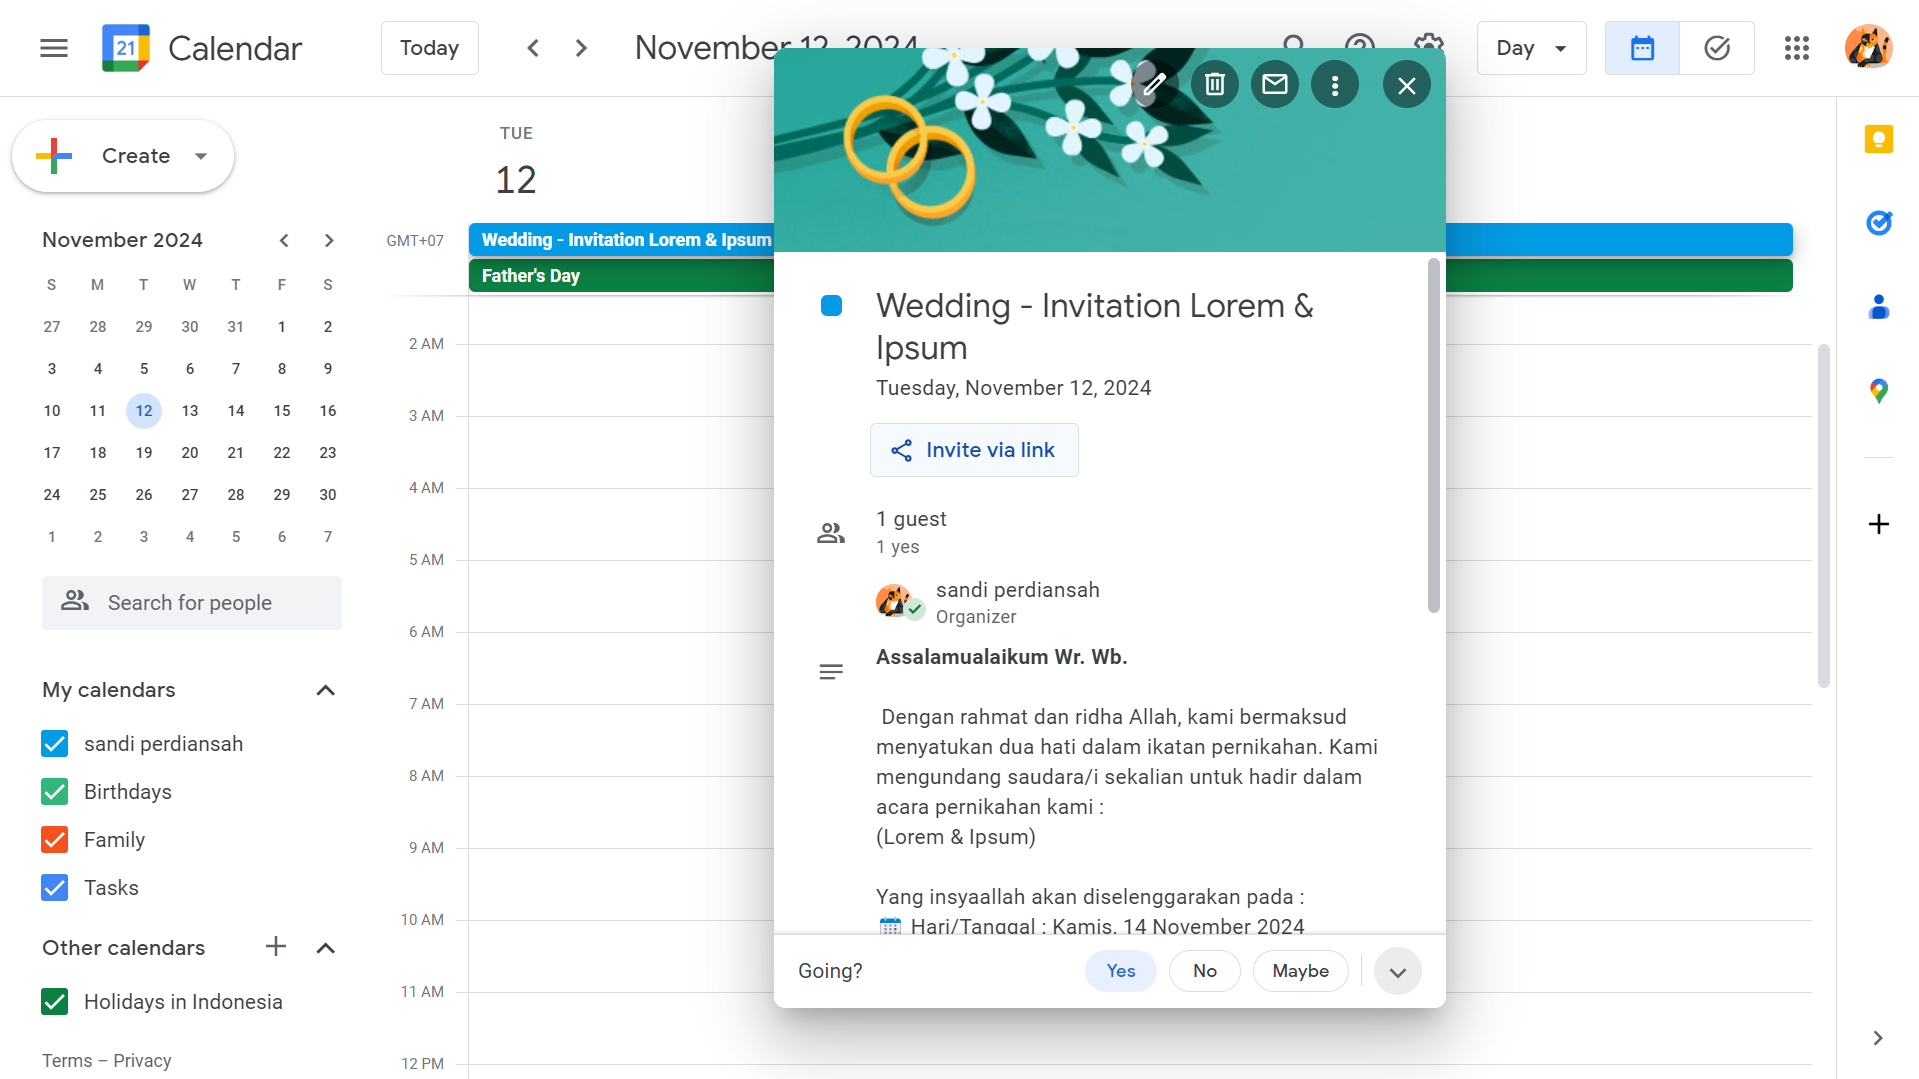 21 Calendar
Today
November 12, 2024
Day
Create
TUE
12
GMT+07
Wedding - Invitation Lorem & Ipsum
Father's Day
November 2024
S M T W T F S
27 28 29 30 31 1 2
3 4 5 6 7 8 9
10 11 12 13 14 15 16
17 18 19 20 21 22 23
24 25 26 27 28 29 30
1 2 3 4 5 6 7
Search for people
My calendars
sandi perdiansah
Birthdays
Family
Tasks
Other calendars
Holidays in Indonesia
Terms – Privacy
2 AM
3 AM
4 AM
5 AM
6 AM
7 AM
8 AM
9 AM
10 AM
11 AM
12 PM
Wedding - Invitation Lorem &
Ipsum
Tuesday, November 12, 2024
Invite via link
1 guest
1 yes
sandi perdiansah
Organizer
Assalamualaikum Wr. Wb.
Dengan rahmat dan ridha Allah, kami bermaksud
menyatukan dua hati dalam ikatan pernikahan. Kami
mengundang saudara/i sekalian untuk hadir dalam
acara pernikahan kami :
(Lorem & Ipsum)
Yang insyaallah akan diselenggarakan pada :
Hari/Tanggal : Kamis, 14 November 2024
Going?
Yes
No
Maybe